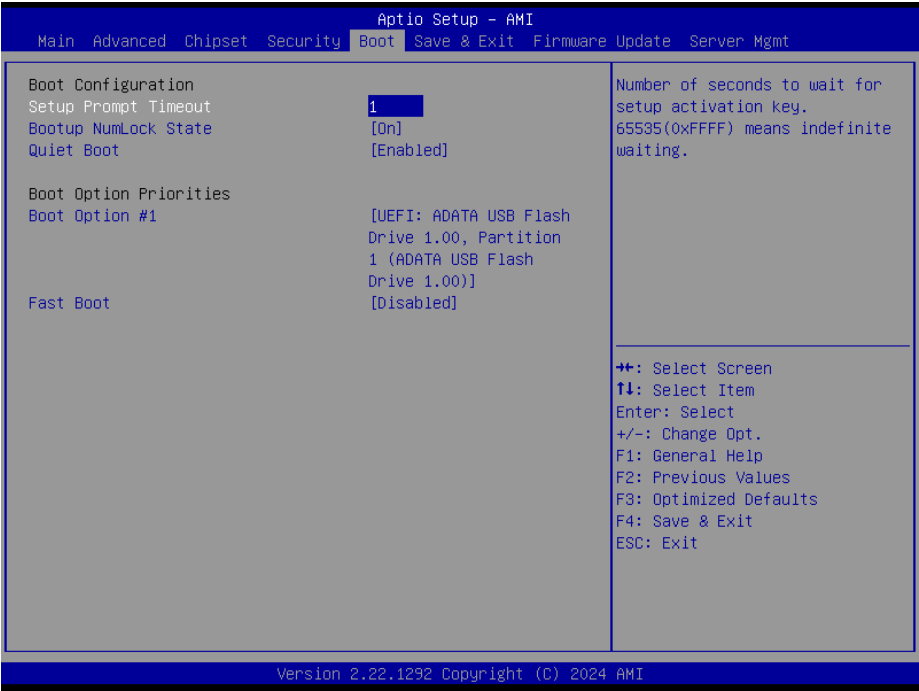 Aptio Setup – AMI
Main Advanced Chipset Security Boot Save & Exit Firmware Update Server Mgmt
Boot Configuration
Setup Prompt Timeout 1
Bootup NumLock State [On]
Quiet Boot [Enabled]
Boot Option Priorities
Boot Option #1 [UEFI: ADATA USB Flash
Drive 1.00, Partition
1 (ADATA USB Flash
Drive 1.00)]
Fast Boot [Disabled]
Number of seconds to wait for
setup activation key.
65535(0xFFFF) means indefinite
waiting.
→←: Select Screen
↑↓: Select Item
Enter: Select
+/-: Change Opt.
F1: General Help
F2: Previous Values
F3: Optimized Defaults
F4: Save & Exit
ESC: Exit
Version 2.22.1292 Copyright (C) 2024 AMI